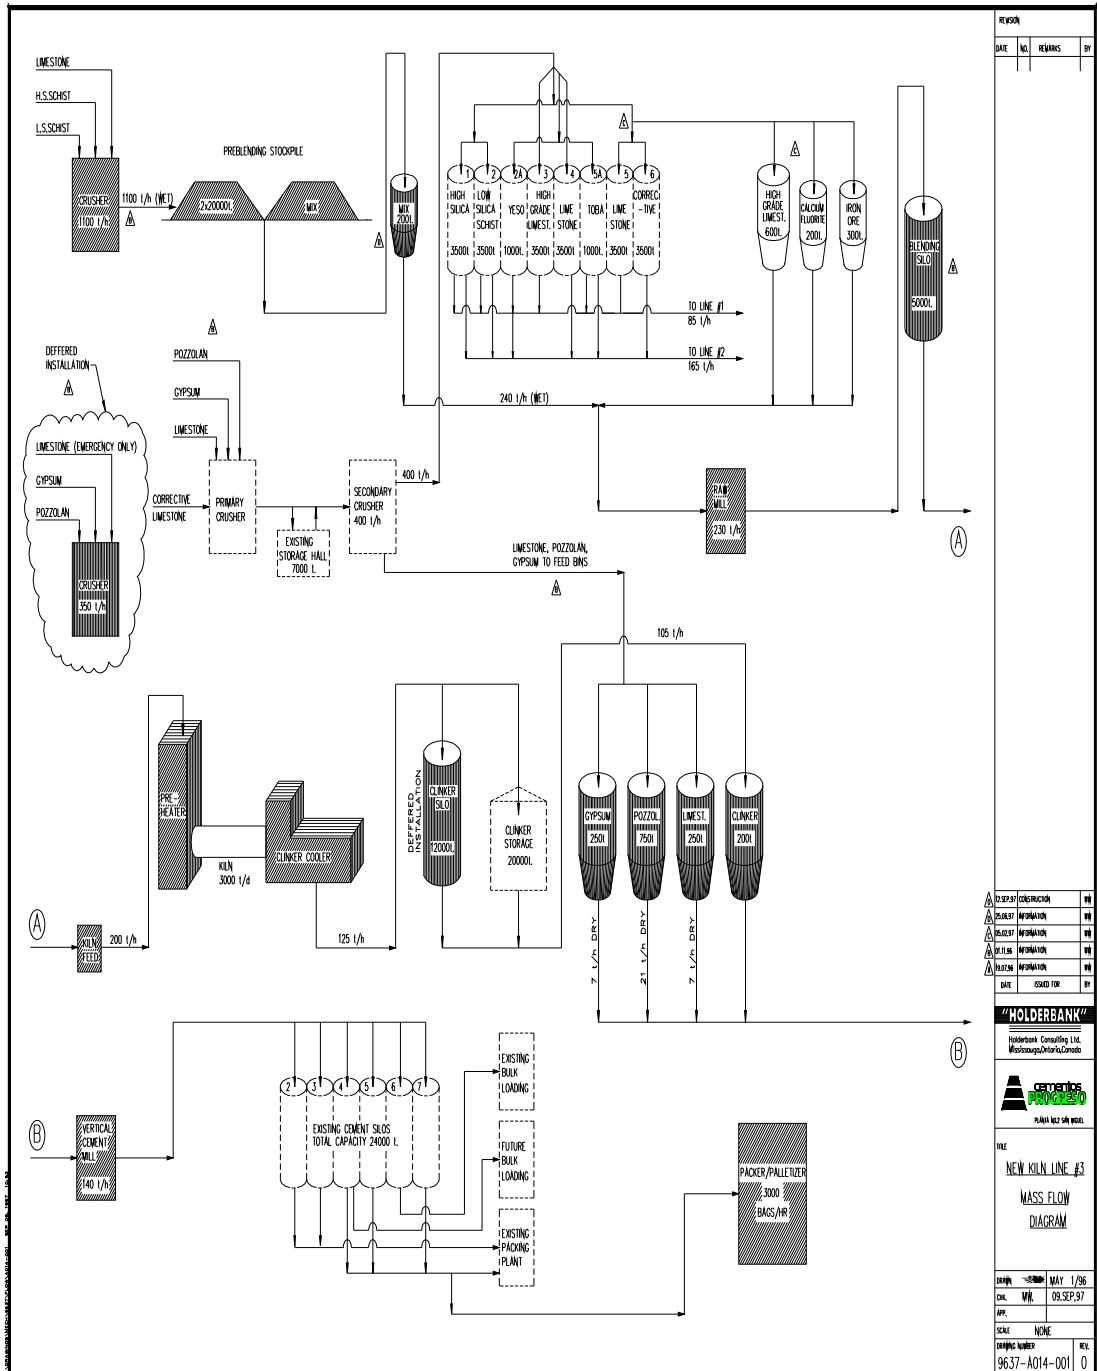 LIMESTONE
H.S.SCHIST
L.S.SCHIST
CRUSHER
1100 t/h
1100 t/h (WET)
B
PREBLENDING STOCKPILE
2x20000t.
MIX
B
MIX
200t.
B
1
HIGH
SILICA
3500t
2
LOW
SILICA
SCHIST
3500t
2A
YESO
1000t.
3
HIGH
GRADE
LIMEST.
3500t
4
LIME
STONE
3500t
5A
TOBA
1000t.
5
LIME
STONE
3500t
6
CORREC-
-TIVE
3500t
C
C
HIGH
GRADE
LIMEST.
600t.
CALCIUM
FLUORITE
200t.
IRON
ORE
300t.
BLENDING
SILO
5000t.
B
TO LINE #1
85 t/h
TO LINE #2
165 t/h
240 t/h (WET)
DEFFERED
INSTALLATION
B
LIMESTONE (EMERGENCY ONLY)
GYPSUM
POZZOLAN
CRUSHER
350 t/h
POZZOLAN
GYPSUM
LIMESTONE
CORRECTIVE
LIMESTONE
PRIMARY
CRUSHER
EXISTING
STORAGE HALL
7000 t.
SECONDARY
CRUSHER
400 t/h
400 t/h
LIMESTONE, POZZOLAN,
GYPSUM TO FEED BINS
B
RAW
MILL
230 t/h
A
105 t/h
PRE-
HEATER
KILN
3000 t/d
CLINKER COOLER
125 t/h
DEFFERED
INSTALLATION
CLINKER
SILO
12000t.
CLINKER
STORAGE
20000t.
GYPSUM
250t
POZZOL.
750t
LIMEST.
250t
CLINKER
200t
7 t/h DRY
21 t/h DRY
7 t/h DRY
A
KILN
FEED
200 t/h
B
B
VERTICAL
CEMENT
MILL
140 t/h
2
3
4
5
6
7
EXISTING CEMENT SILOS
TOTAL CAPACITY 24000 t.
EXISTING
BULK
LOADING
FUTURE
BULK
LOADING
EXISTING
PACKING
PLANT
PACKER/PALLETIZER
3000
BAGS/HR
REVISION
DATE NO. REMARKS BY
12.SEP.97 CONSTRUCTION
25.06.97 INFORMATION
C 05.02.97 INFORMATION
B 01.11.96 INFORMATION
A 19.07.96 INFORMATION
DATE ISSUED FOR BY
"HOLDERBANK"
Holderbank Consulting Ltd.
Mississauga,Ontario,Canada
cementos
PROGRESO
PLANTA NO.2 SAN MIGUEL
TITLE
NEW KILN LINE #3
MASS FLOW
DIAGRAM
DRAWN MAY 1/96
CHK. MW. 09.SEP.97
APP.
SCALE NONE
DRAWING NUMBER REV.
9637-A014-001 0